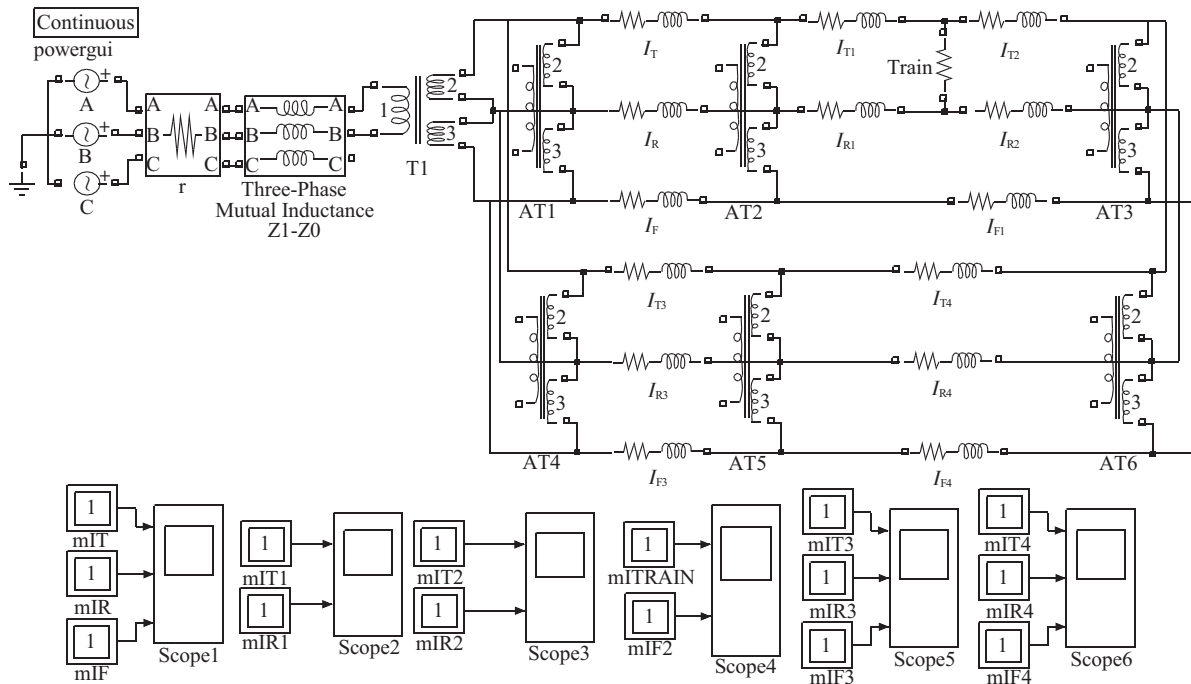 Continuous
powergui
A
B
C
A A
B B
C C
r
A A
B B
C C
Three-Phase
Mutual Inductance
Z1-Z0
1
2
3
T1
2
3
AT1
I_T
I_R
I_F
2
3
AT2
I_T1
I_R1
Train
I_T2
I_R2
I_F1
2
3
AT3
2
3
AT4
I_T3
I_R3
I_F3
2
3
AT5
I_T4
I_R4
I_F4
2
3
AT6
1
mIT
1
mIR
1
mIF
Scope1
1
mIT1
1
mIR1
Scope2
1
mIT2
1
mIR2
Scope3
1
mITRAIN
1
mIF2
Scope4
1
mIT3
1
mIR3
1
mIF3
Scope5
1
mIT4
1
mIR4
1
mIF4
Scope6